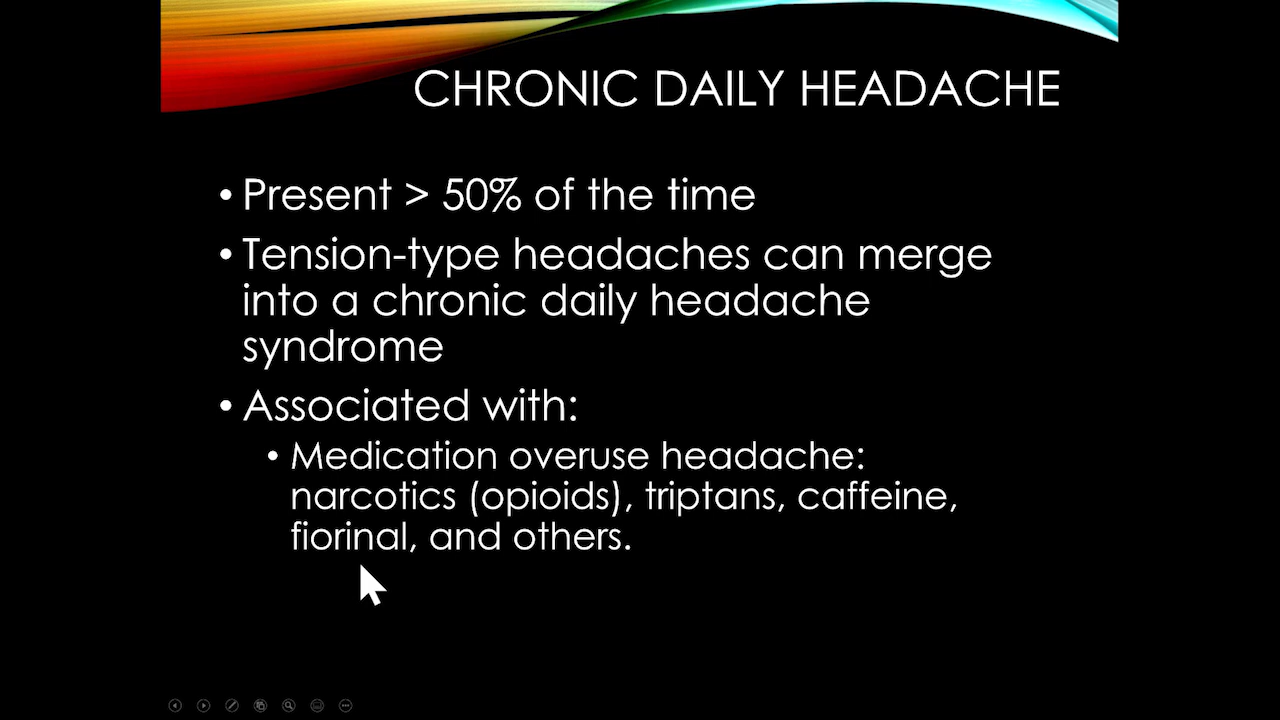 CHRONIC DAILY HEADACHE
• Present > 50% of the time
• Tension-type headaches can merge
into a chronic daily headache
syndrome
• Associated with:
• Medication overuse headache:
narcotics (opioids), triptans, caffeine,
fiorinal, and others.